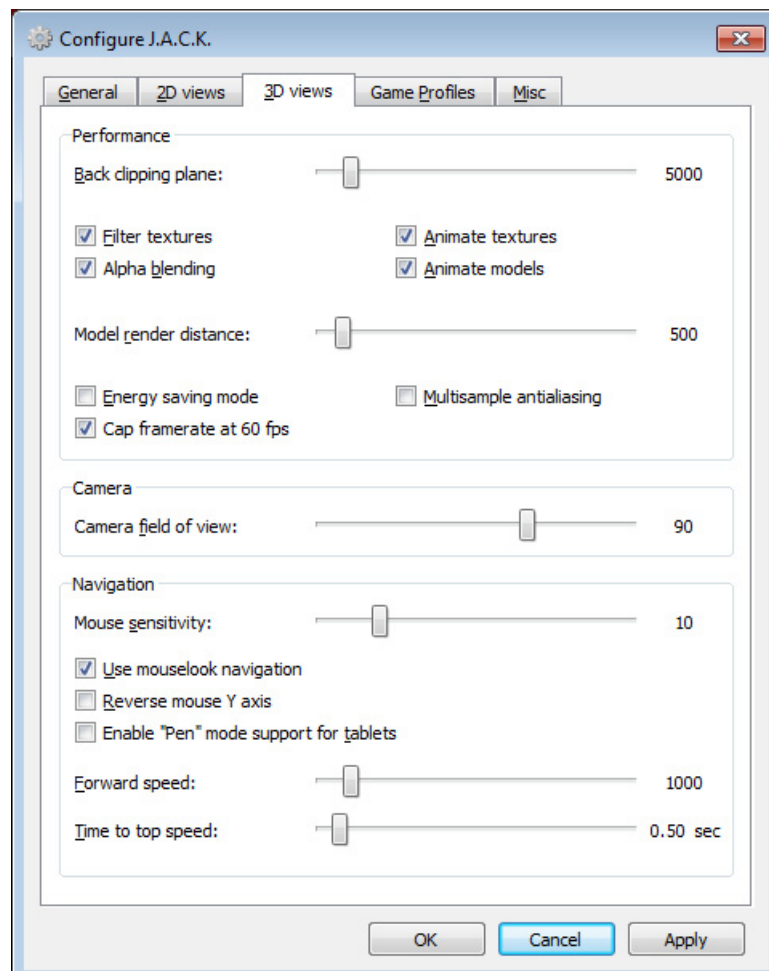 Configure J.A.C.K.
General 2D views 3D views Game Profiles Misc
Performance
Back clipping plane: 5000
Filter textures Animate textures
Alpha blending Animate models
Model render distance: 500
Energy saving mode Multisample antialiasing
Cap framerate at 60 fps
Camera
Camera field of view: 90
Navigation
Mouse sensitivity: 10
Use mouselook navigation
Reverse mouse Y axis
Enable "Pen" mode support for tablets
Forward speed: 1000
Time to top speed: 0.50 sec
OK Cancel Apply